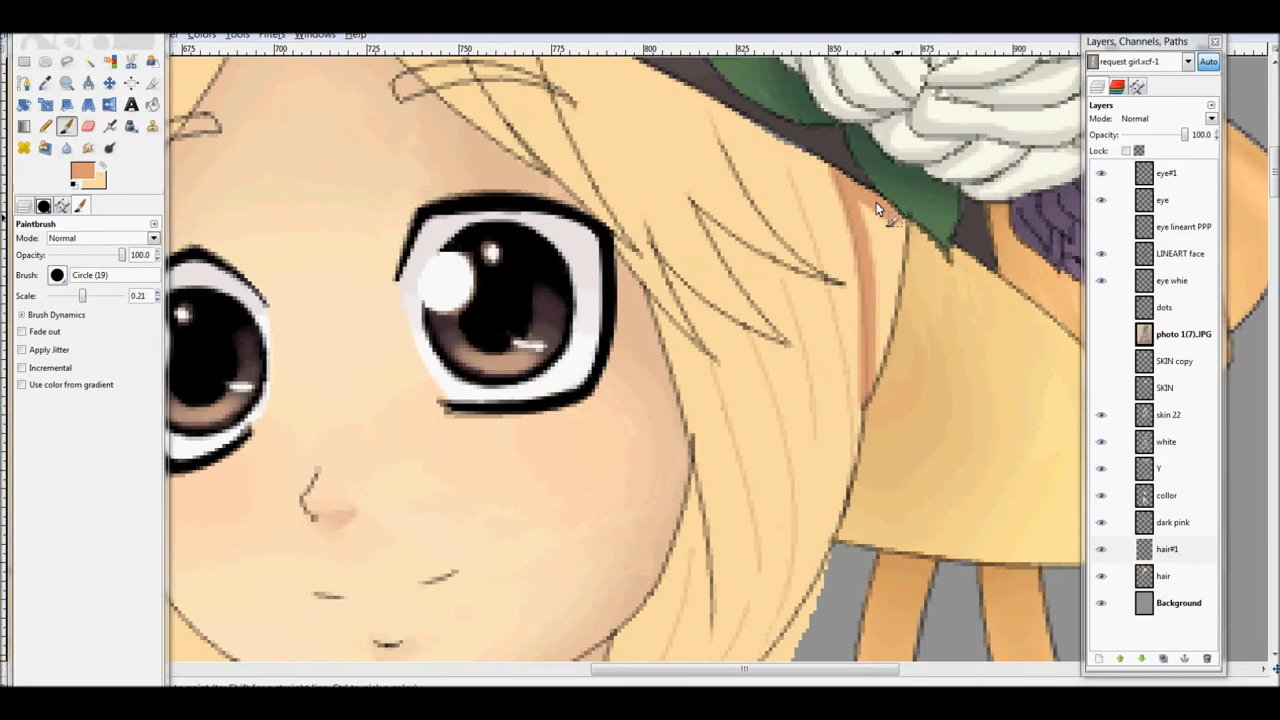 Colors Tools Filters Windows Help
675 700 725 750 775 800 825 850 875 900
Layers, Channels, Paths
request girl.xcf-1 Auto
Layers
Mode: Normal
Opacity: 100.0
Lock:
eye#1
eye
eye lineart PPP
LINEART face
eye whie
dots
photo 1(7).JPG
SKIN copy
SKIN
skin 22
white
Y
collor
dark pink
hair#1
hair
Background
Paintbrush
Mode: Normal
Opacity: 100.0
Brush: Circle (19)
Scale: 0.21
Brush Dynamics
Fade out
Apply Jitter
Incremental
Use color from gradient